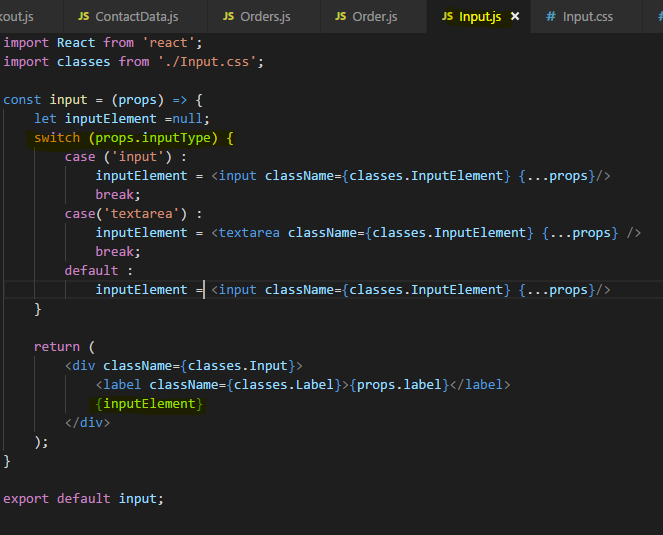 kout.js JS ContactData.js JS Orders.js JS Order.js JS Input.js × # Input.css #
import React from 'react';
import classes from './Input.css';
const input = (props) => {
let inputElement =null;
switch (props.inputType) {
case ('input') :
inputElement = <input className={classes.InputElement} {...props}/>
break;
case('textarea') :
inputElement = <textarea className={classes.InputElement} {...props} />
break;
default :
inputElement = <input className={classes.InputElement} {...props}/>
}
return (
<div className={classes.Input}>
<label className={classes.Label}>{props.label}</label>
{inputElement}
</div>
);
}
export default input;